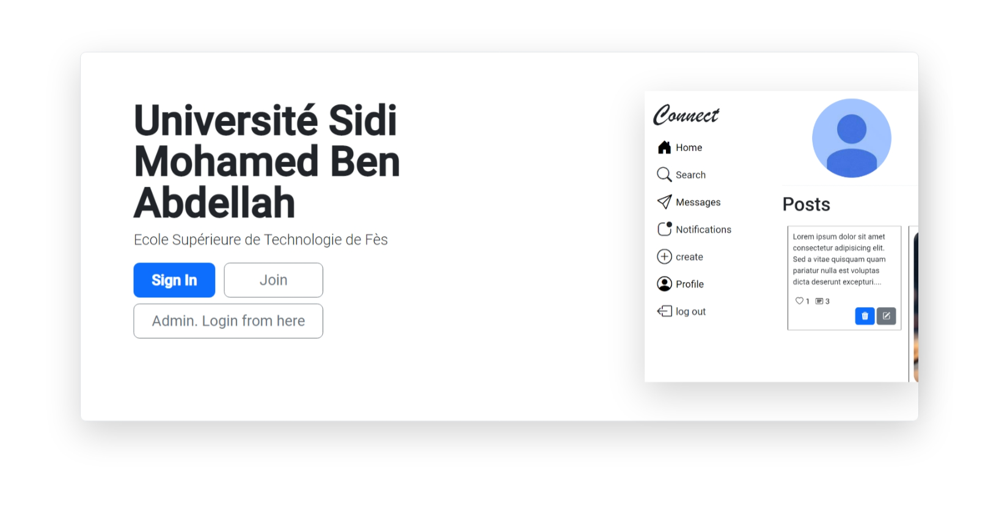 Université Sidi
Mohamed Ben
Abdellah
Ecole Supérieure de Technologie de Fès
Sign In
Join
Admin. Login from here
Connect
Home
Search
Messages
Notifications
create
Profile
log out
Posts
Lorem ipsum dolor sit amet
consectetur adipisicing elit.
Sed a vitae quisquam quam
pariatur nulla est voluptas
dicta deserunt excepturi....
1
3